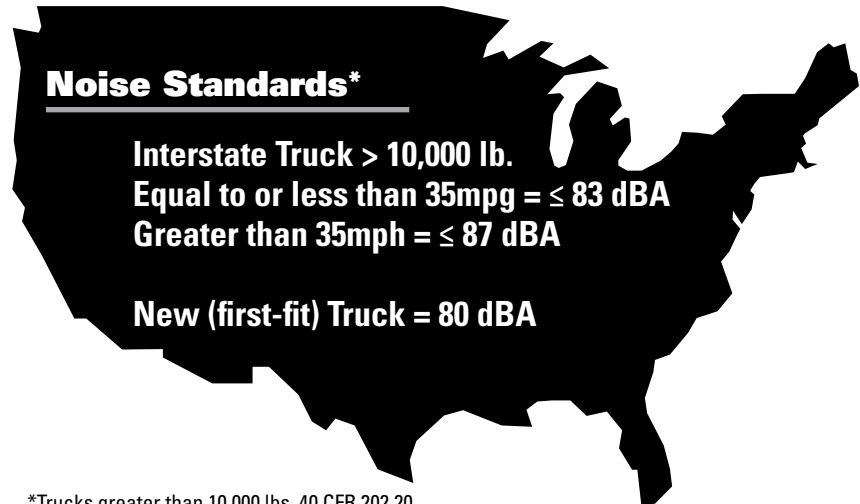 Noise Standards*
Interstate Truck > 10,000 lb.
Equal to or less than 35mpg = ≤ 83 dBA
Greater than 35mph = ≤ 87 dBA
New (first-fit) Truck = 80 dBA
*Trucks greater than 10,000 lbs. 40 CFR 202.20